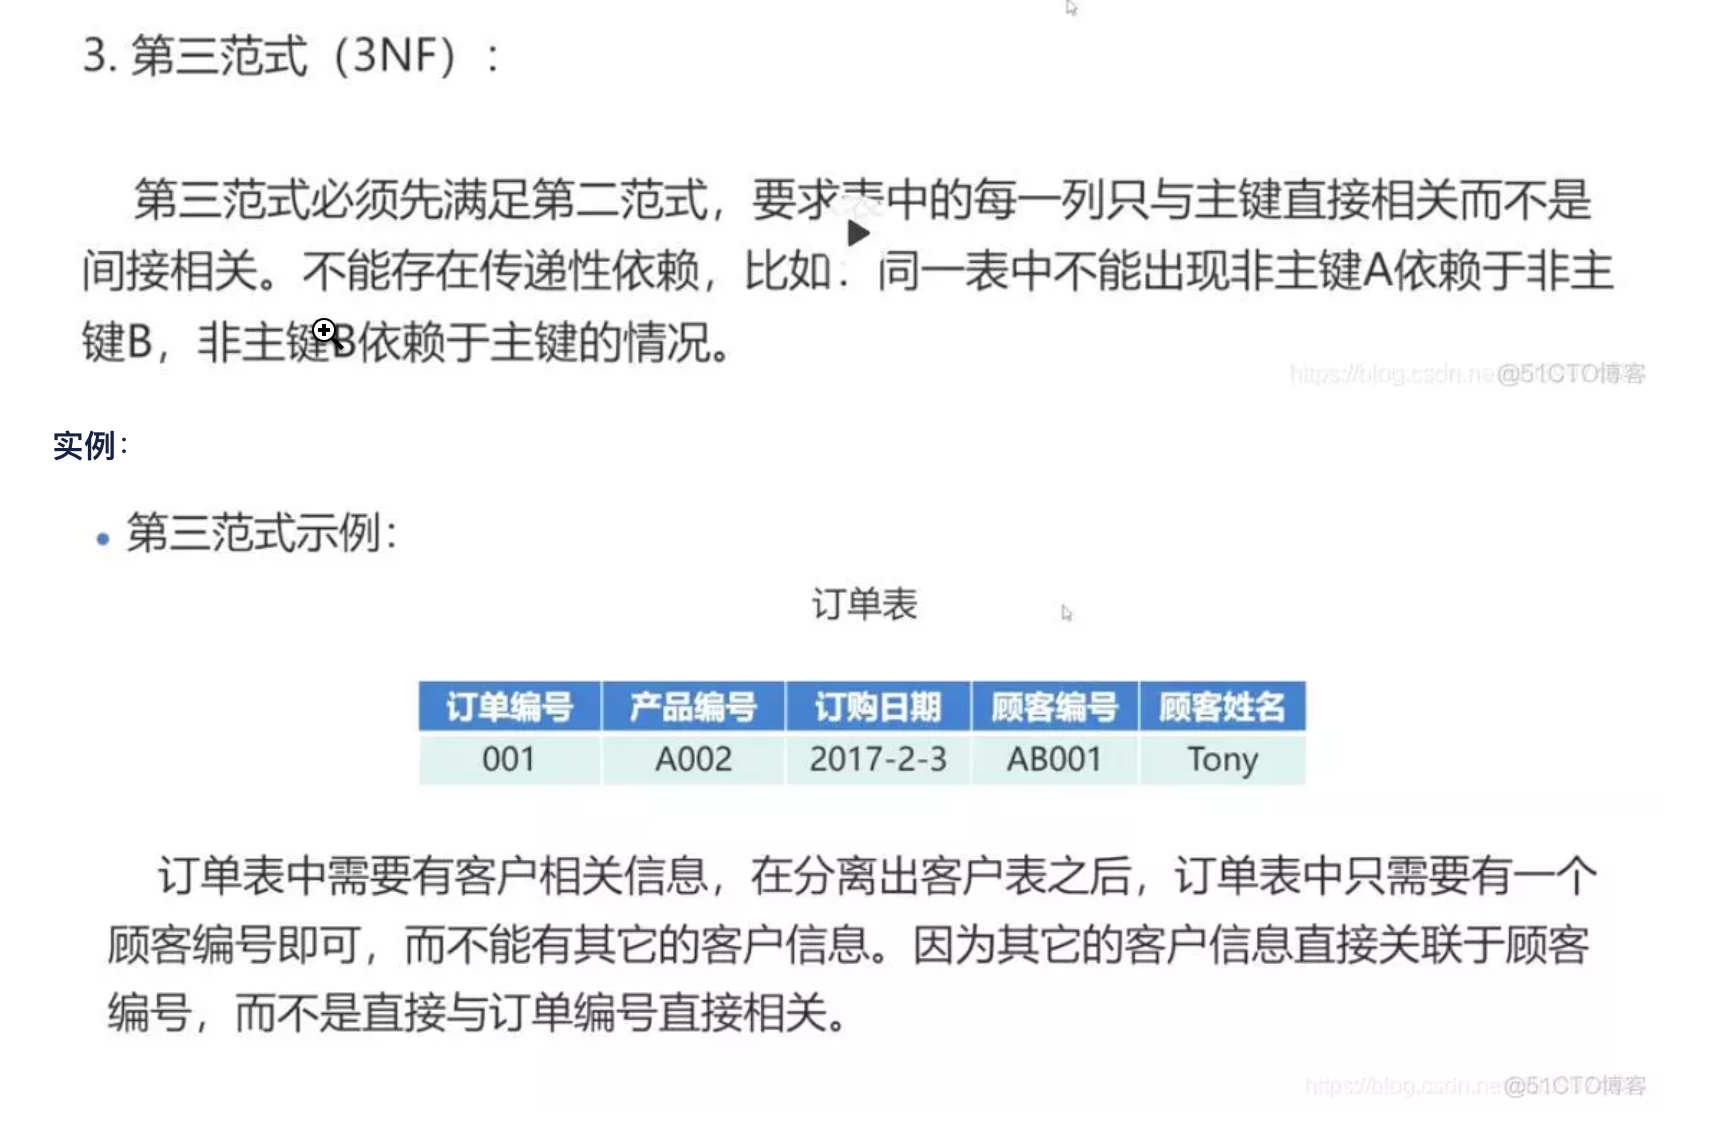 3. 第三范式（3NF）：
第三范式必须先满足第二范式，要求表中的每一列只与主键直接相关而不是
间接相关。不能存在传递性依赖，比如：同一表中不能出现非主键A依赖于非主
键B，非主键B依赖于主键的情况。
https://blog.csdn.ne @51CTO博客
实例：
• 第三范式示例：
订单表
订单编号 产品编号 订购日期 顾客编号 顾客姓名
001 A002 2017-2-3 AB001 Tony
订单表中需要有客户相关信息，在分离出客户表之后，订单表中只需要有一个
顾客编号即可，而不能有其它的客户信息。因为其它的客户信息直接关联于顾客
编号，而不是直接与订单编号直接相关。
https://blog.csdn.ne @51CTO博客